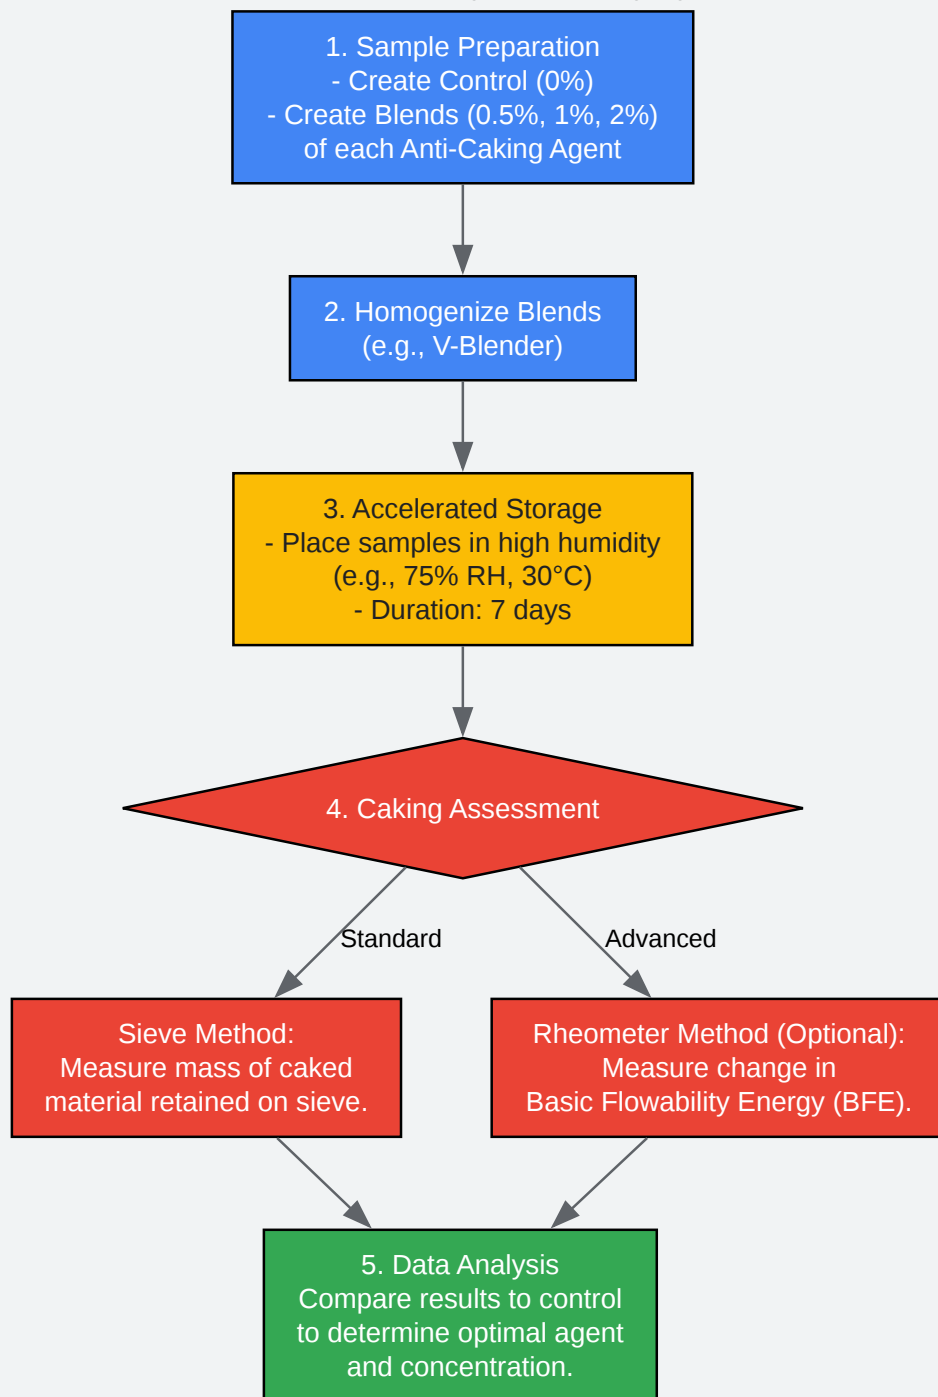 1. Sample Preparation
- Create Control (0%)
- Create Blends (0.5%, 1%, 2%)
of each Anti-Caking Agent
2. Homogenize Blends
(e.g., V-Blender)
3. Accelerated Storage
- Place samples in high humidity
(e.g., 75% RH, 30°C)
- Duration: 7 days
4. Caking Assessment
Standard
Advanced
Sieve Method:
Measure mass of caked
material retained on sieve.
Rheometer Method (Optional):
Measure change in
Basic Flowability Energy (BFE).
5. Data Analysis
Compare results to control
to determine optimal agent
and concentration.